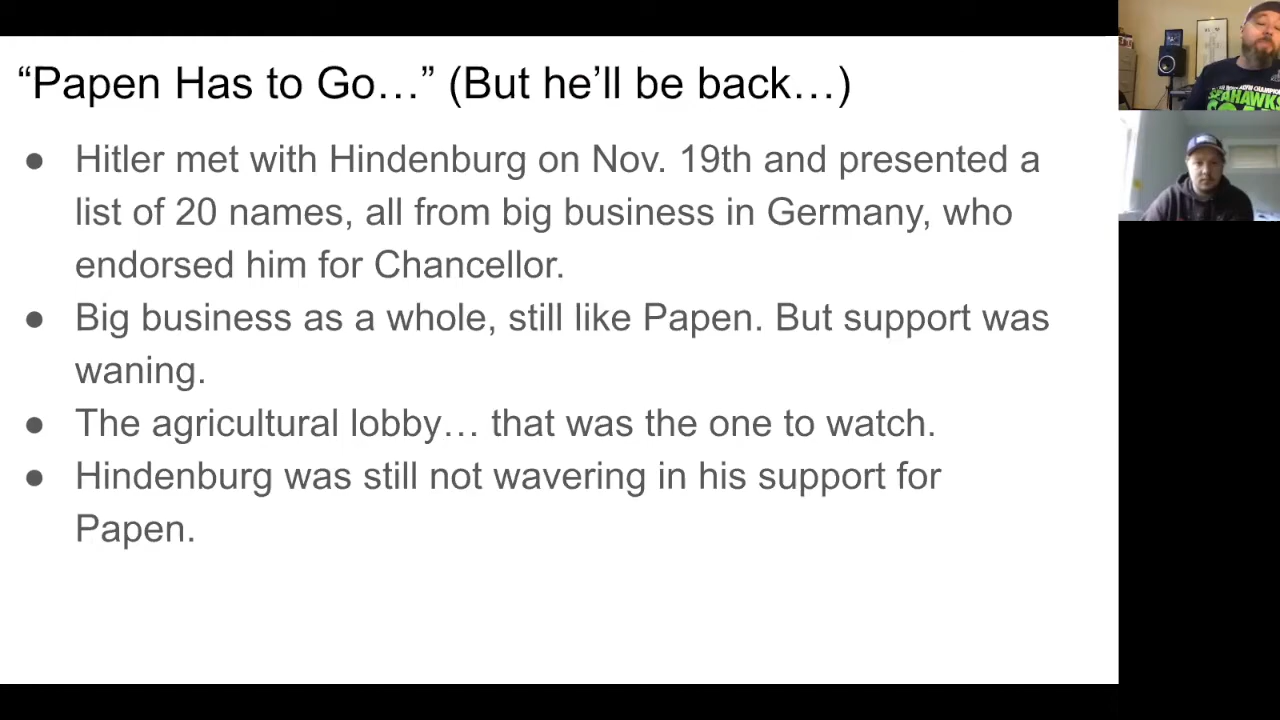 “Papen Has to Go…” (But he’ll be back…)
● Hitler met with Hindenburg on Nov. 19th and presented a
list of 20 names, all from big business in Germany, who
endorsed him for Chancellor.
● Big business as a whole, still like Papen. But support was
waning.
● The agricultural lobby… that was the one to watch.
● Hindenburg was still not wavering in his support for
Papen.
SEAHAWKS